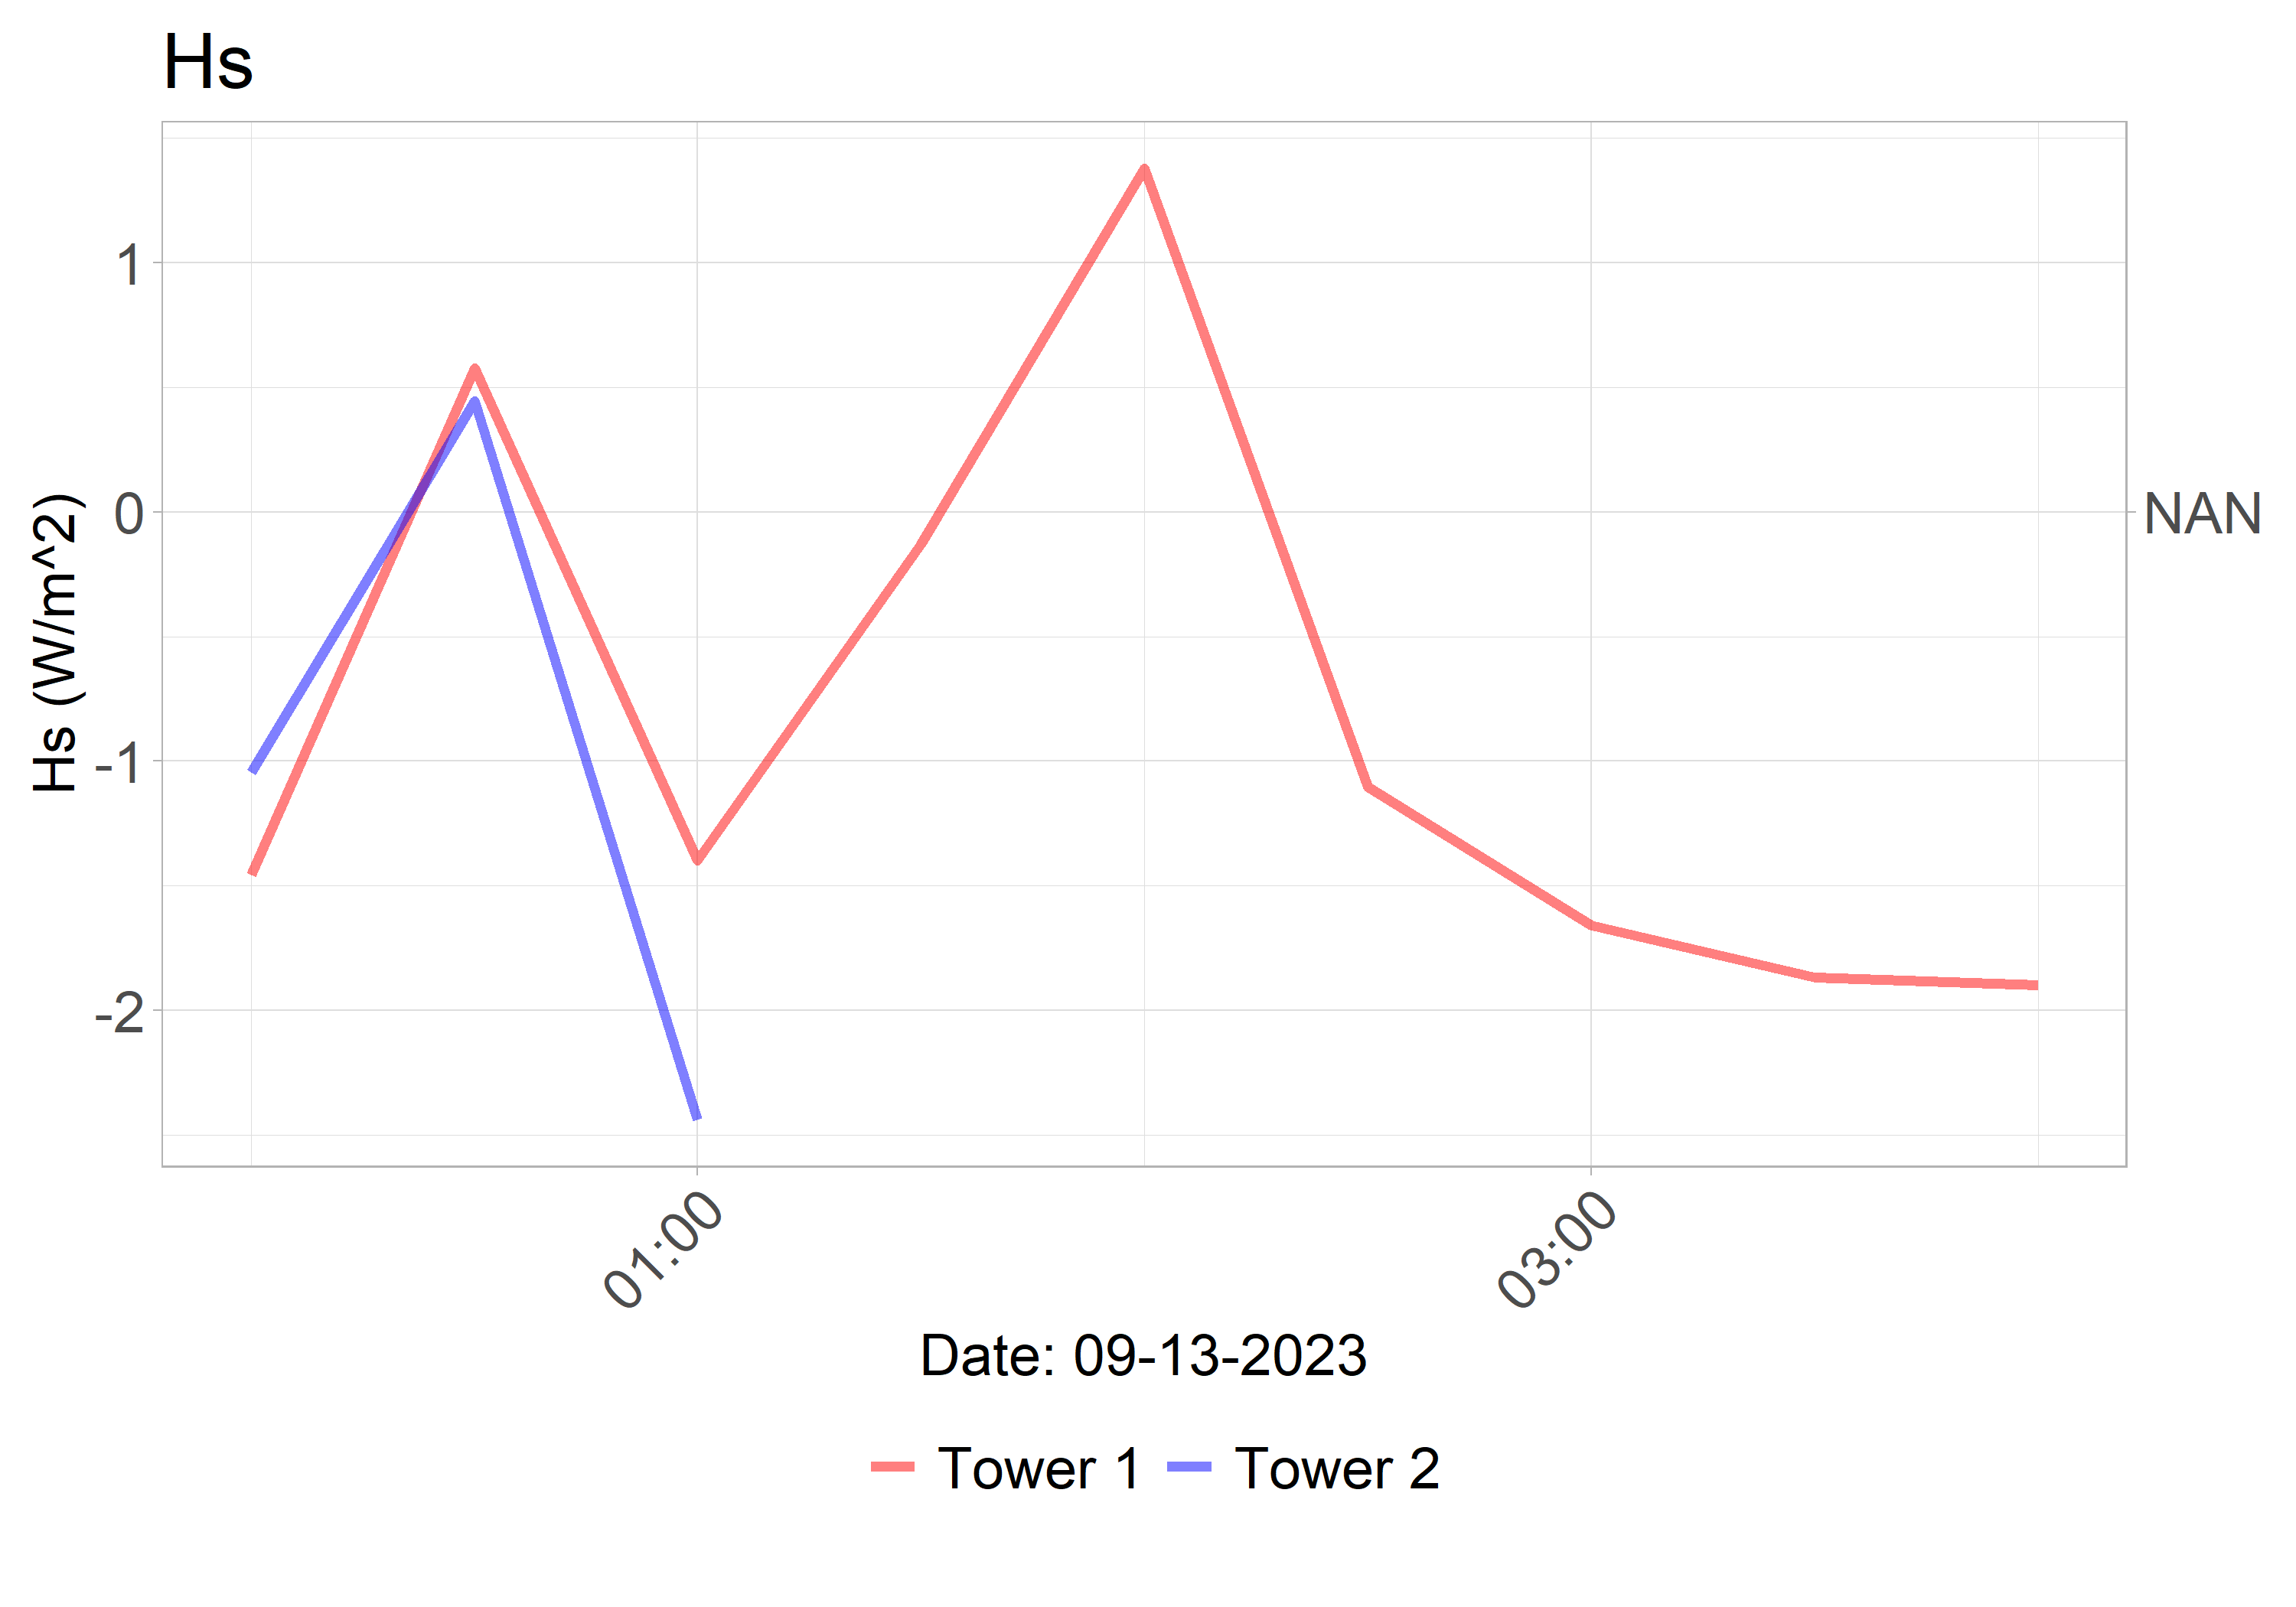 Hs
Hs (W/m^2)
1
0
-1
-2
NAN
01:00
03:00
Date: 09-13-2023
Tower 1
Tower 2